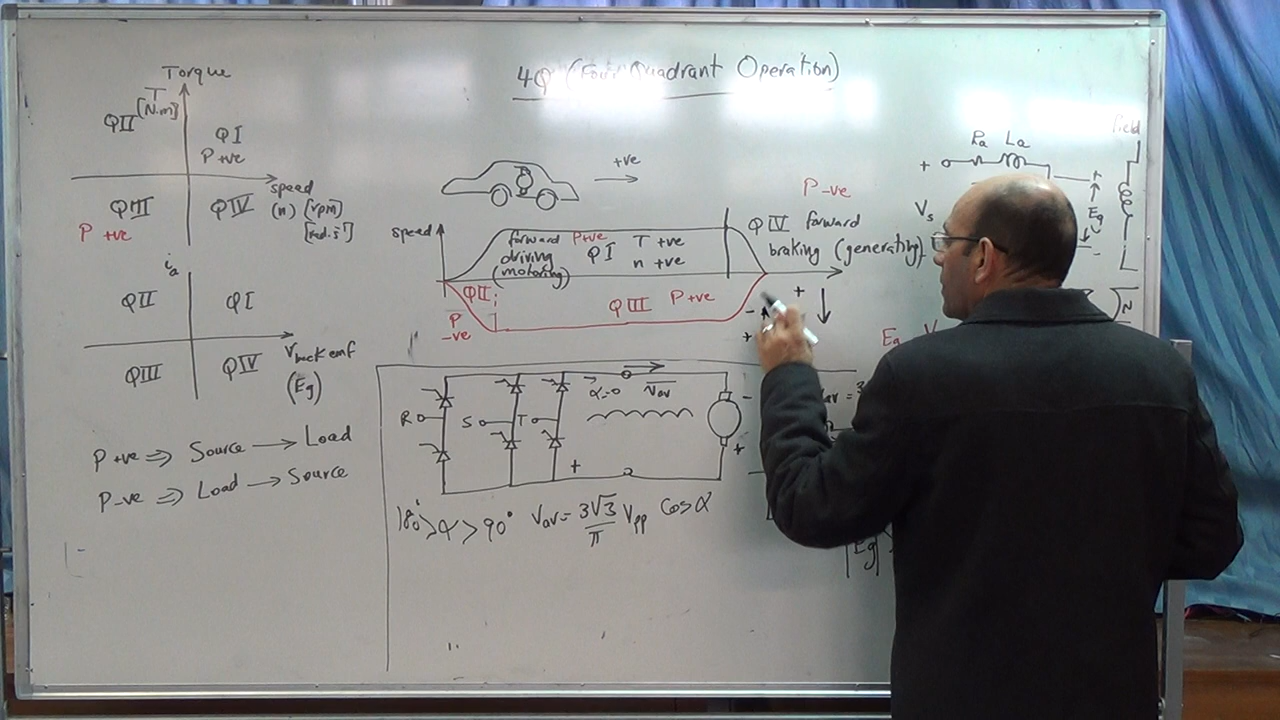 4Q (Four Quadrant Operation)
Torque
T
[N.m]
QII
QI
P +ve
speed
(n) [rpm]
[rad.s⁻¹]
QIII
QIV
P +ve
ia
QII
QI
QIII
QIV
Vback emf
(Eg)
P +ve ⇒ Source → Load
P -ve ⇒ Load → Source
+ve
speed
forward
driving
(motoring)
P+ve
QI
T +ve
n +ve
P -ve
QIV forward
braking (generating)
QII
P
-ve
QIII P +ve
+
-
+
R
S
T
α=0
Vav
-
+
+
180° > α > 90°
Vav = 3√3/π Vpp Cos α
Field
Ra La
+
Vs
+
Eg
-
N
Ea
|Eg|